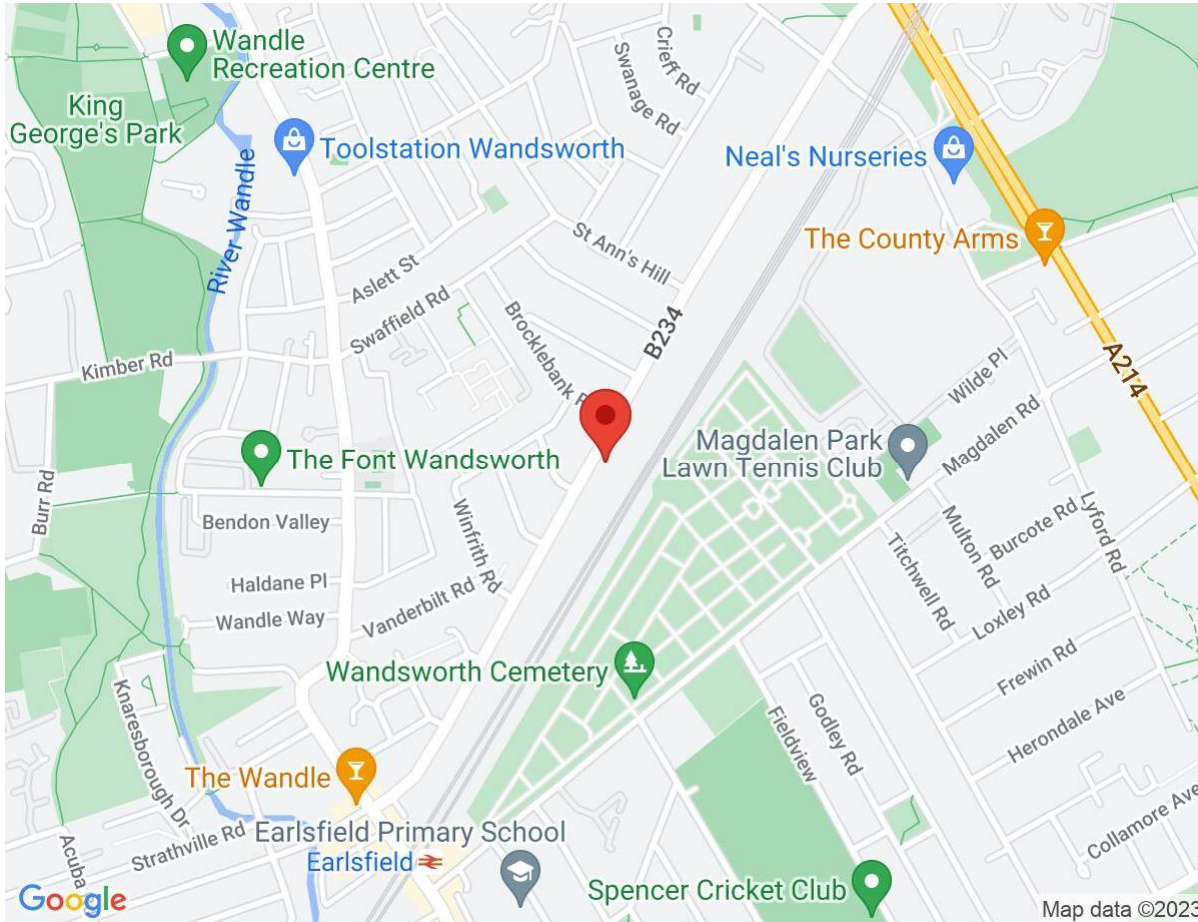 Wandle
Recreation Centre
Crieff Rd
Swanage Rd
King
George's Park
Toolstation Wandsworth
Neal's Nurseries
River Wandle
The County Arms
St Ann's Hill
Aslett St
Swaffield Rd
Brocklebank R
B234
Kimber Rd
Wilde Pl
A214
Magdalen Park
Lawn Tennis Club
Magdalen Rd
The Font Wandsworth
Burr Rd
Bendon Valley
Winfrith Rd
Lyford Rd
Multon Rd
Burcote Rd
Titchwell Rd
Haldane Pl
Loxley Rd
Wandle Way
Vanderbilt Rd
Frewin Rd
Wandsworth Cemetery
Knaresborough Dr
Fieldview
Godley Rd
Herondale Ave
The Wandle
Strathville Rd
Earlsfield Primary School
Earlsfield
Acuba
Collamore Ave
Spencer Cricket Club
Google
Map data ©2023